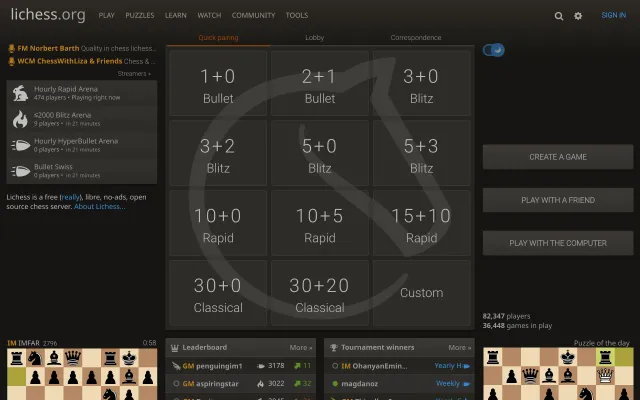 lichess.org
PLAY
PUZZLES
LEARN
WATCH
COMMUNITY
TOOLS
SIGN IN
FM Norbert Barth Quality in chess lichess...
WCM ChessWithLiza & Friends Chess & ...
Streamers »
Hourly Rapid Arena
474 players • Playing right now
≤2000 Blitz Arena
9 players • in 21 minutes
Hourly HyperBullet Arena
0 players • in 21 minutes
Bullet Swiss
0 players • in 21 minutes
Lichess is a free (really), libre, no-ads, open
source chess server. About Lichess...
Quick pairing
Lobby
Correspondence
1+0
Bullet
2+1
Bullet
3+0
Blitz
3+2
Blitz
5+0
Blitz
5+3
Blitz
10+0
Rapid
10+5
Rapid
15+10
Rapid
30+0
Classical
30+20
Classical
Custom
CREATE A GAME
PLAY WITH A FRIEND
PLAY WITH THE COMPUTER
82,347 players
36,448 games in play
IM IMFAR 2796
0:58
Leaderboard
More »
GM penguingim1 3178 11
GM aspiringstar 3022 32
Tournament winners
More »
IM OhanyanEmin... Yearly H
magdanoz Weekly
Puzzle of the day